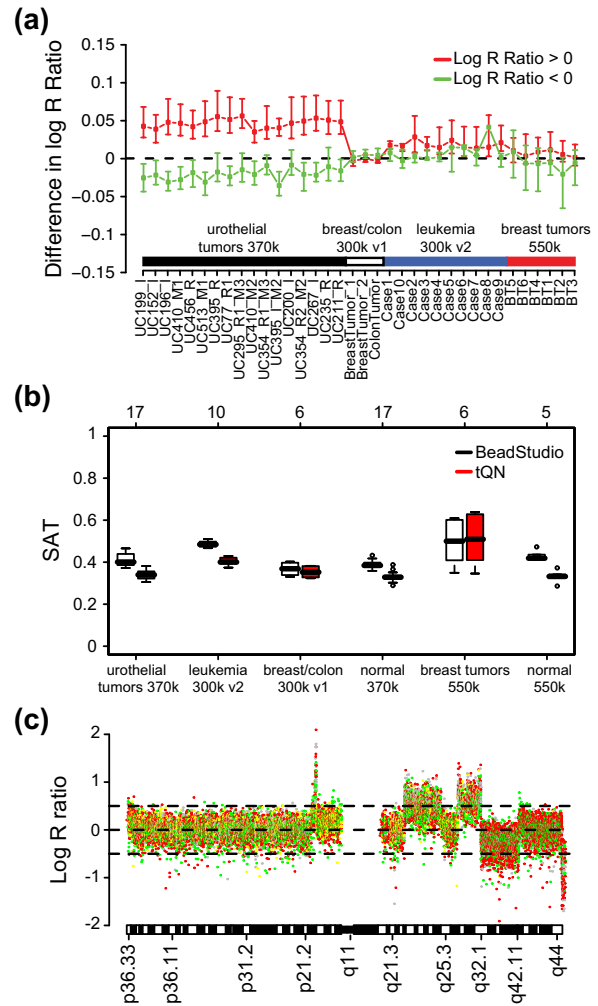 (a)
Difference in log R Ratio
0.15
0.10
0.05
0
−0.05
−0.10
−0.15
Log R Ratio > 0
Log R Ratio < 0
urothelial
tumors 370k
breast/colon
300k v1
leukemia
300k v2
breast tumors
550k
UC199_I
UC152_I
UC196_I
UC410_M1
UC456_R
UC513_M1
UC395_R
UC77_R1
UC295_R1_M3
UC410_M2
UC354_R1_M3
UC395_I_M2
UC200_I
UC354_R2_M2
UC267_I
UC235_R
UC211_R
BreastTumor_1
BreastTumor_2
ColonTumor
Case1
Case10
Case2
Case3
Case4
Case5
Case6
Case7
Case8
Case9
BT5
BT6
BT4
BT1
BT2
BT3
(b)
17 10 6 17 6 5
SAT
1
0.8
0.6
0.4
0.2
0
BeadStudio
tQN
urothelial
tumors 370k
leukemia
300k v2
breast/colon
300k v1
normal
370k
breast tumors
550k
normal
550k
(c)
Log R ratio
2
1
0
-1
-2
p36.33
p36.11
p31.2
p21.2
q11
q21.3
q25.3
q32.1
q42.11
q44